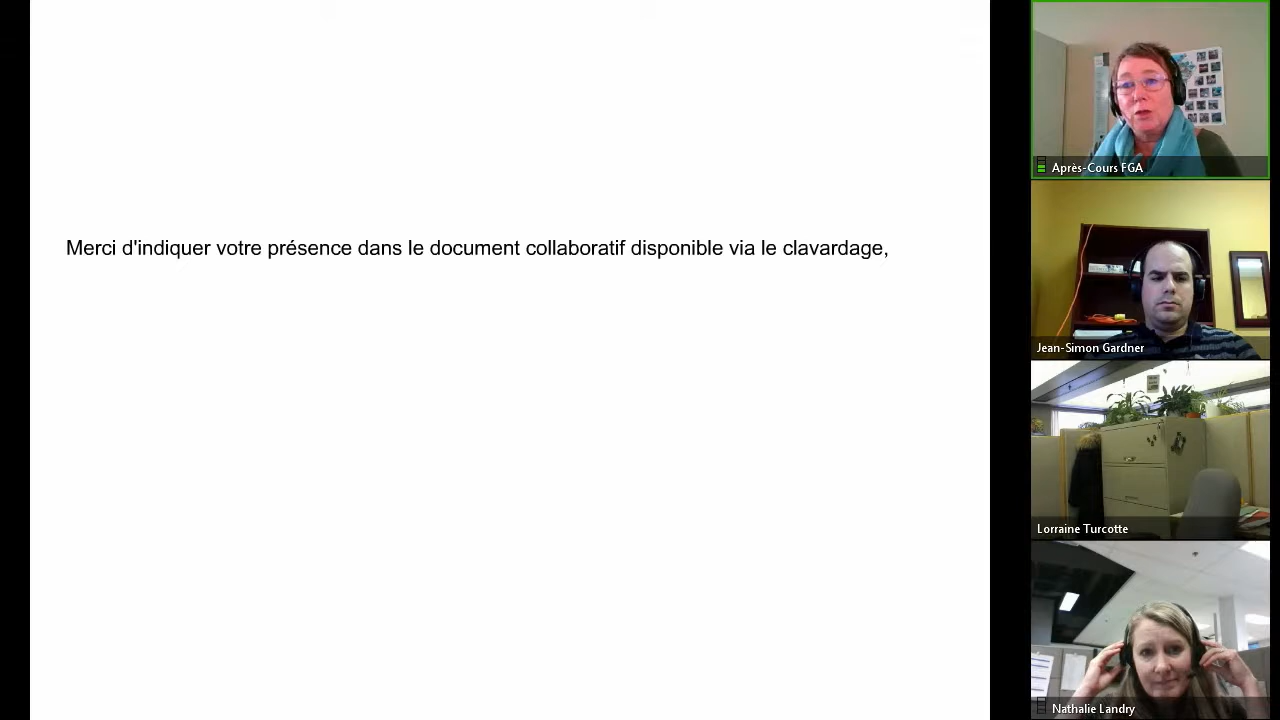 Merci d'indiquer votre présence dans le document collaboratif disponible via le clavardage,
Après-Cours FGA
Jean-Simon Gardner
Lorraine Turcotte
Nathalie Landry